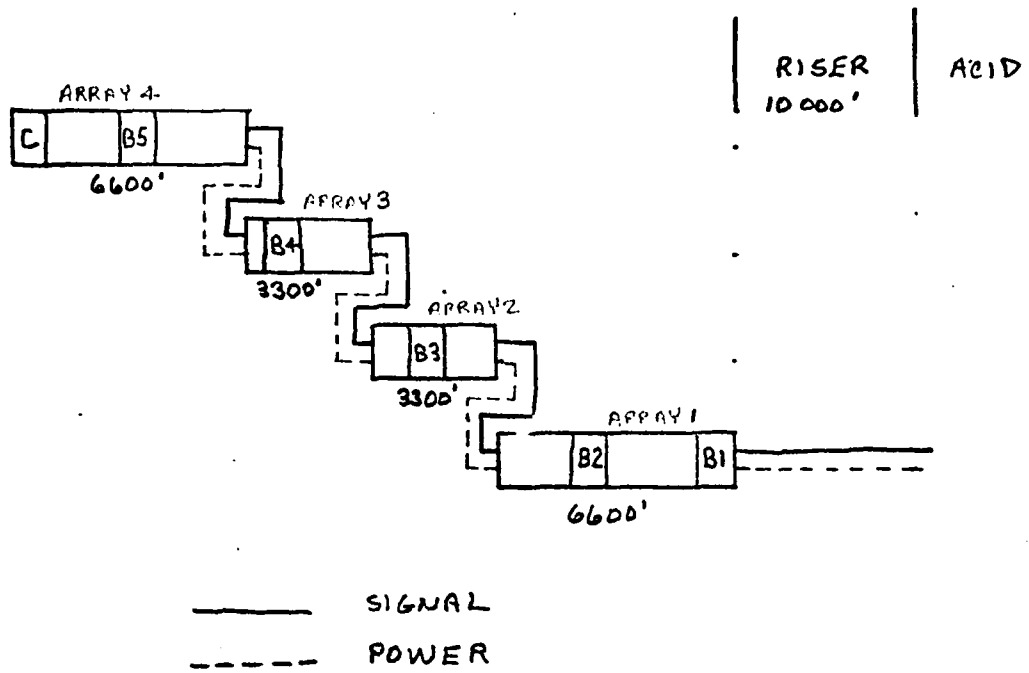 RISER
ACID
10 000'
ARRAY 4
C
B5
6600'
ARRAY 3
B4
3300'
ARRAY 2
B3
3300'
ARRAY 1
B2
B1
6600'
SIGNAL
POWER